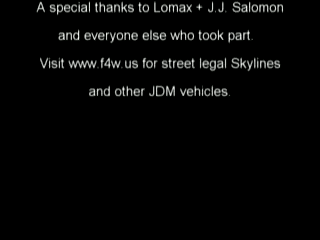 A special thanks to Lomax + J.J. Salomon
and everyone else who took part.
Visit www.f4w.us for street legal Skylines
and other JDM vehicles.